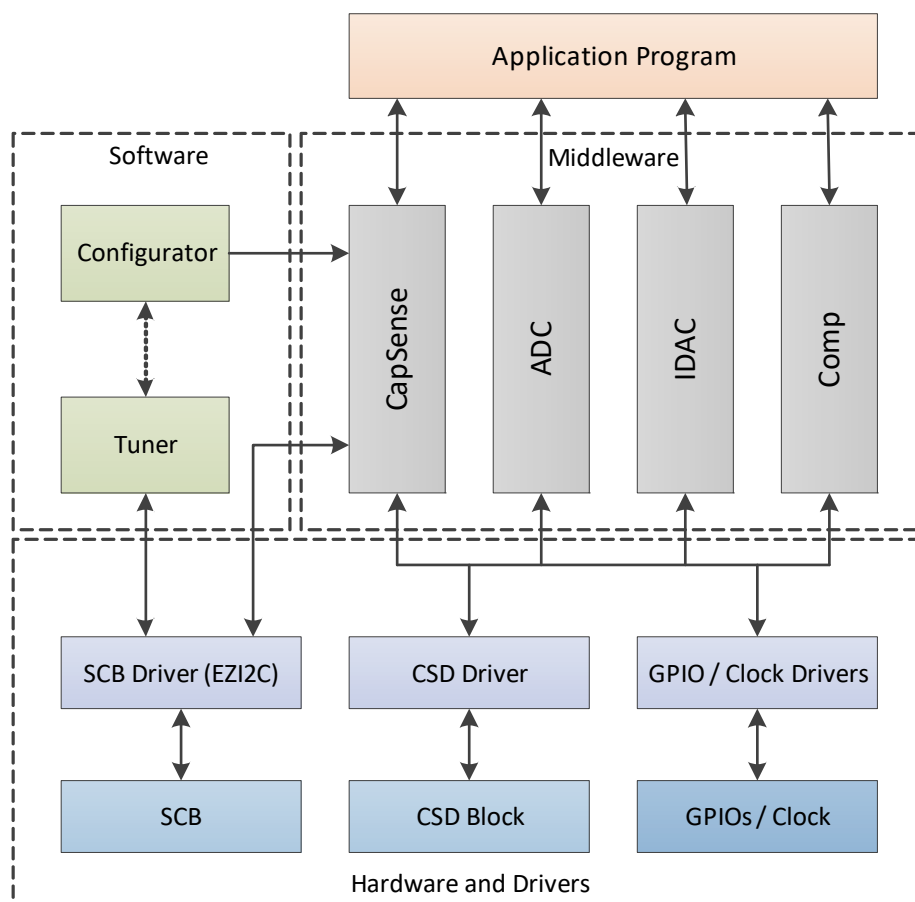 Application Program
Software
Middleware
Configurator
Tuner
CapSense
ADC
IDAC
Comp
SCB Driver (EZI2C)
CSD Driver
GPIO / Clock Drivers
SCB
CSD Block
GPIOs / Clock
Hardware and Drivers